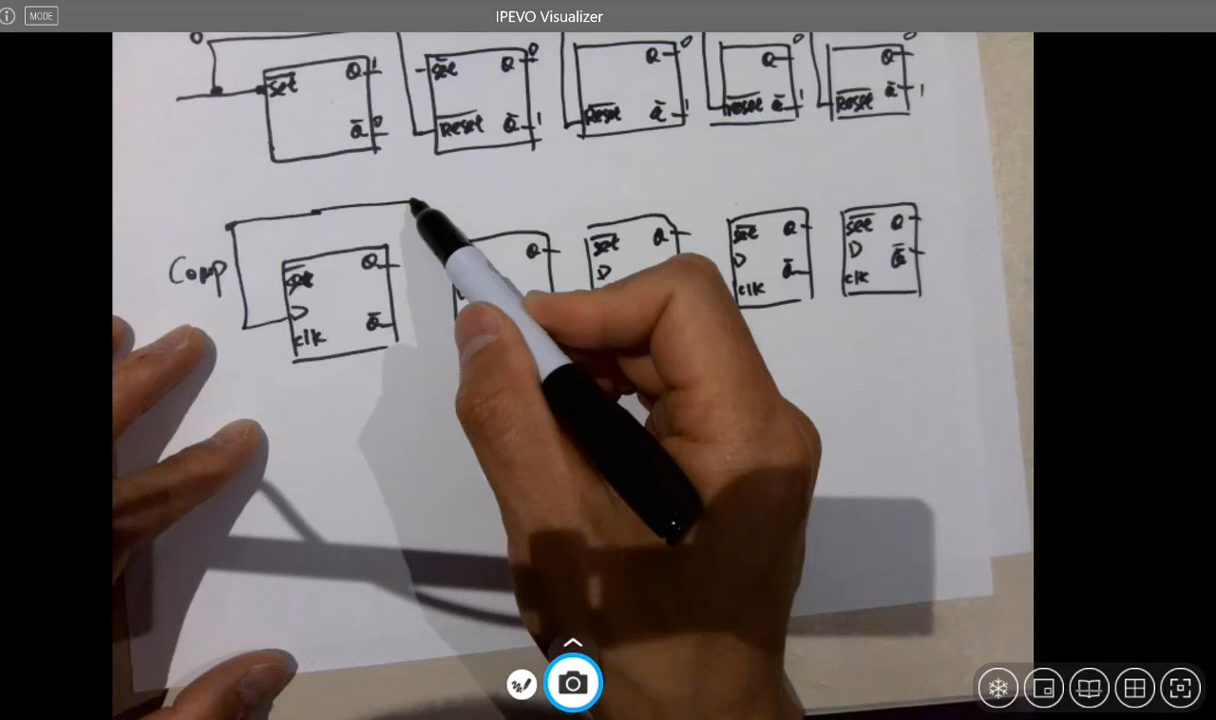 MODE IPEVO Visualizer
0
Set Q 1 Set Q 0 Q 0 Q 0 Q 0
Q̅ 0 Reset Q̅ 1 Reset Q̅ 1 Reset Q̅ 1 Reset Q̅ 1
Comp Q Q Set Q Set Q Set Q
D D D D
clk Q̅ clk Q̅ clk Q̅